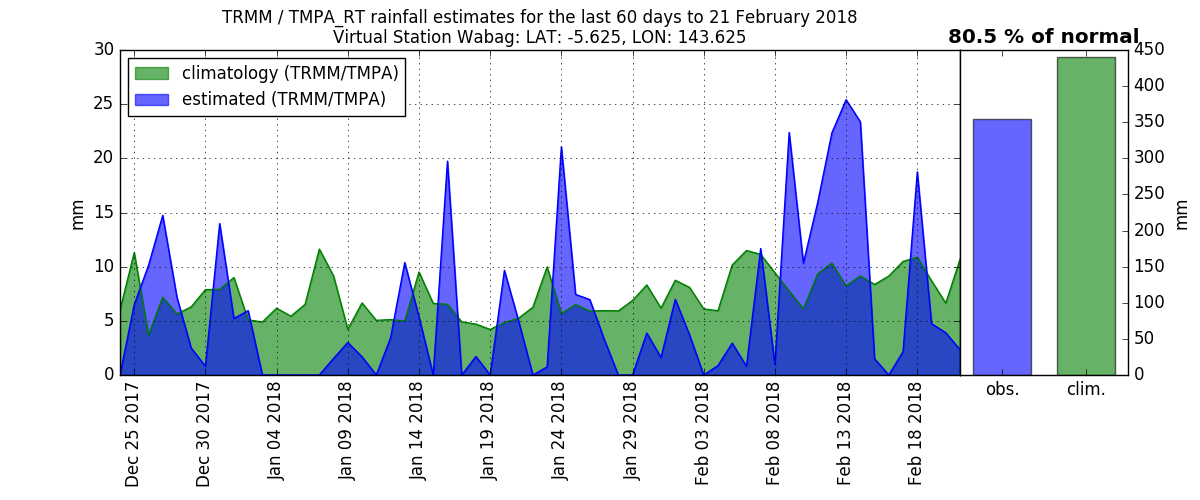 TRMM / TMPA_RT rainfall estimates for the last 60 days to 21 February 2018
Virtual Station Wabag: LAT: -5.625, LON: 143.625
80.5 % of normal
climatology (TRMM/TMPA)
estimated (TRMM/TMPA)
mm
30
25
20
15
10
5
0
Dec 25 2017
Dec 30 2017
Jan 04 2018
Jan 09 2018
Jan 14 2018
Jan 19 2018
Jan 24 2018
Jan 29 2018
Feb 03 2018
Feb 08 2018
Feb 13 2018
Feb 18 2018
obs.
clim.
450
400
350
300
250
200
150
100
50
0
mm